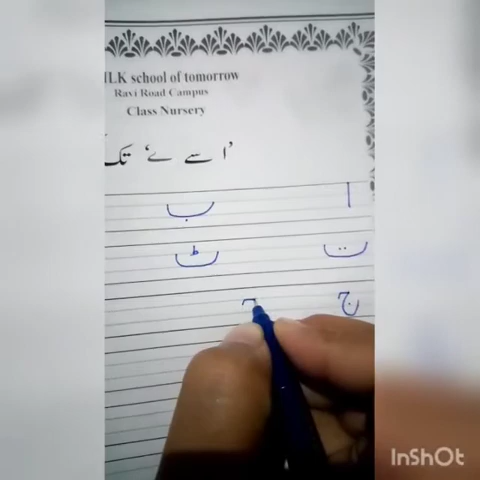 ILK school of tomorrow
Ravi Road Campus
Class Nursery
'ا سے ے' تک
ا ب
ت ٹ
ج
InShOt